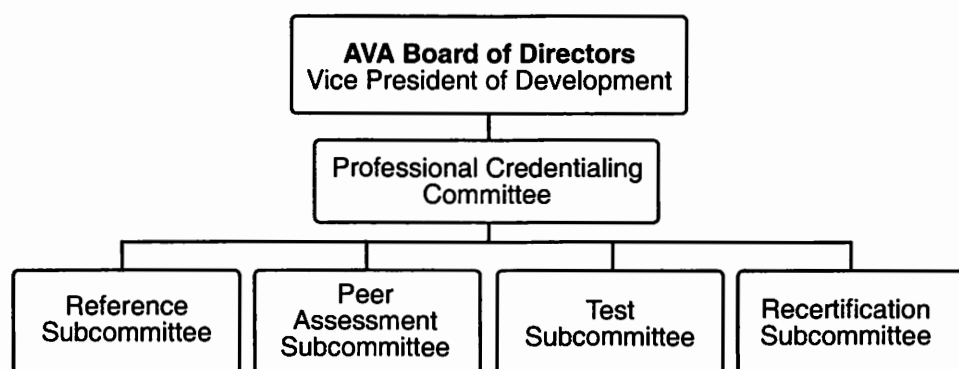 AVA Board of Directors
Vice President of Development
Professional Credentialing
Committee
Reference
Subcommittee
Peer
Assessment
Subcommittee
Test
Subcommittee
Recertification
Subcommittee